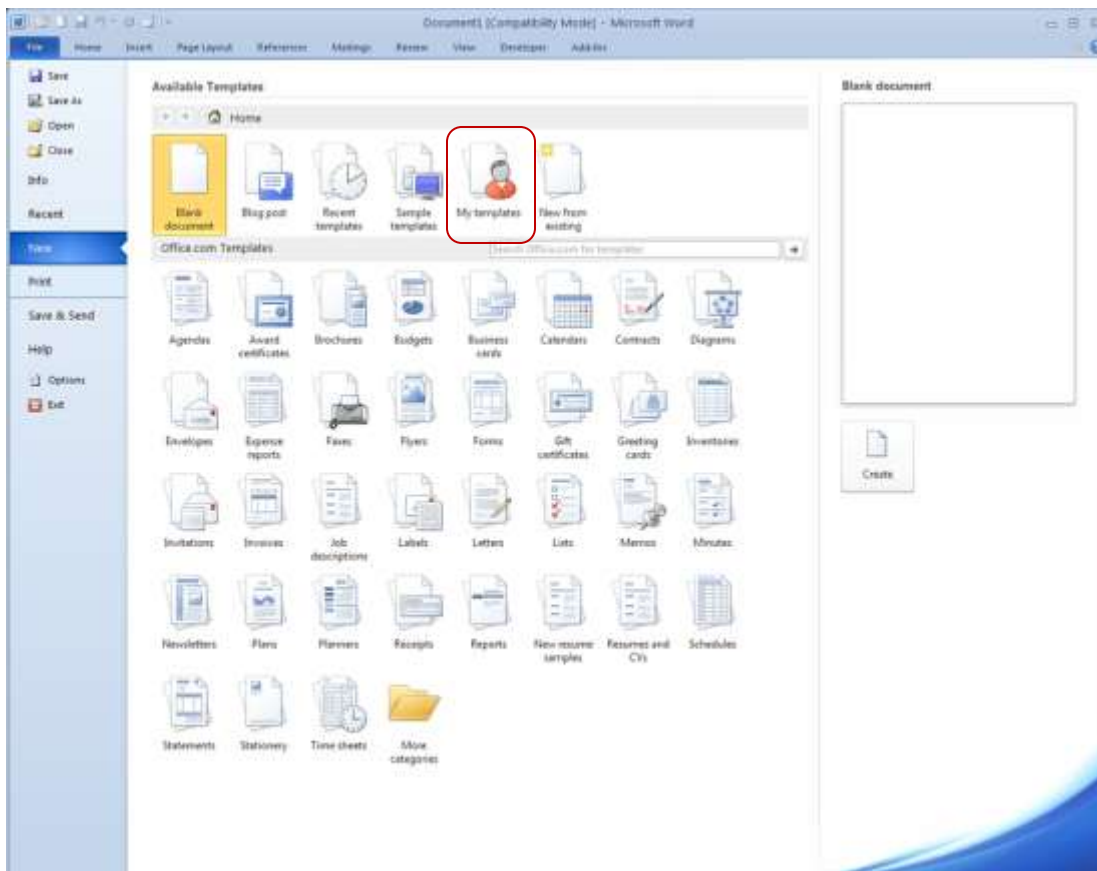 Document1 [Compatibility Mode] - Microsoft Word
File Home Insert Page Layout References Mailings Review View Developer Add-Ins
Save
Save As
Open
Close
Info
Recent
New
Print
Save & Send
Help
Options
Exit
Available Templates
Home
Blank document
Blog post
Recent templates
Sample templates
My templates
New from existing
Office.com Templates
Search Office.com for templates
Agendas
Award certificates
Brochures
Budgets
Business cards
Calendars
Contracts
Diagrams
Envelopes
Expense reports
Faxes
Flyers
Forms
Gift certificates
Greeting cards
Inventories
Invitations
Invoices
Job descriptions
Labels
Letters
Lists
Memos
Minutes
Newsletters
Plans
Planners
Receipts
Reports
New resume samples
Resumes and CVs
Schedules
Statements
Stationery
Time sheets
More categories
Blank document
Create